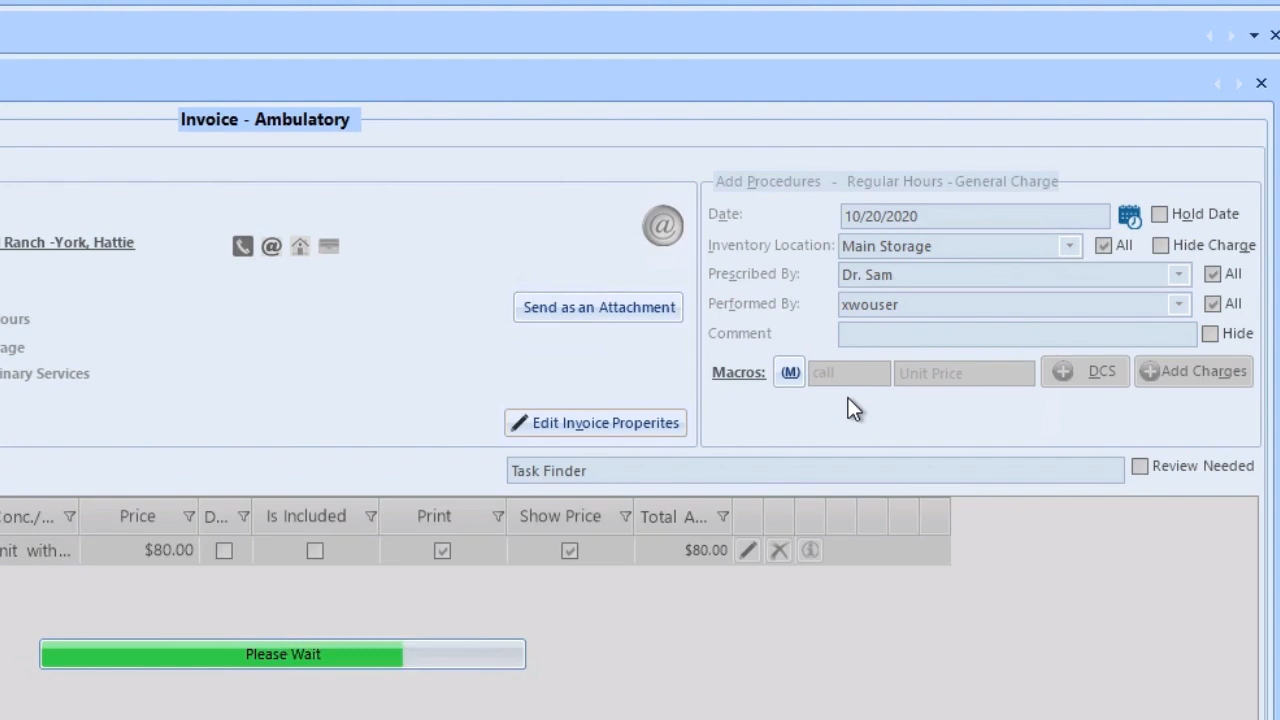 Invoice - Ambulatory
Add Procedures - Regular Hours - General Charge
Date:
10/20/2020
Hold Date
Ranch -York, Hattie
@
@
Inventory Location:
Main Storage
All
Hide Charge
Prescribed By:
Dr. Sam
All
Send as an Attachment
Performed By:
xwouser
All
ours
Comment
Hide
age
inary Services
Macros:
(M)
call
Unit Price
DCS
Add Charges
Edit Invoice Properites
Task Finder
Review Needed
Conc./...
Price
D...
Is Included
Print
Show Price
Total A...
nit with...
$80.00
$80.00
Please Wait